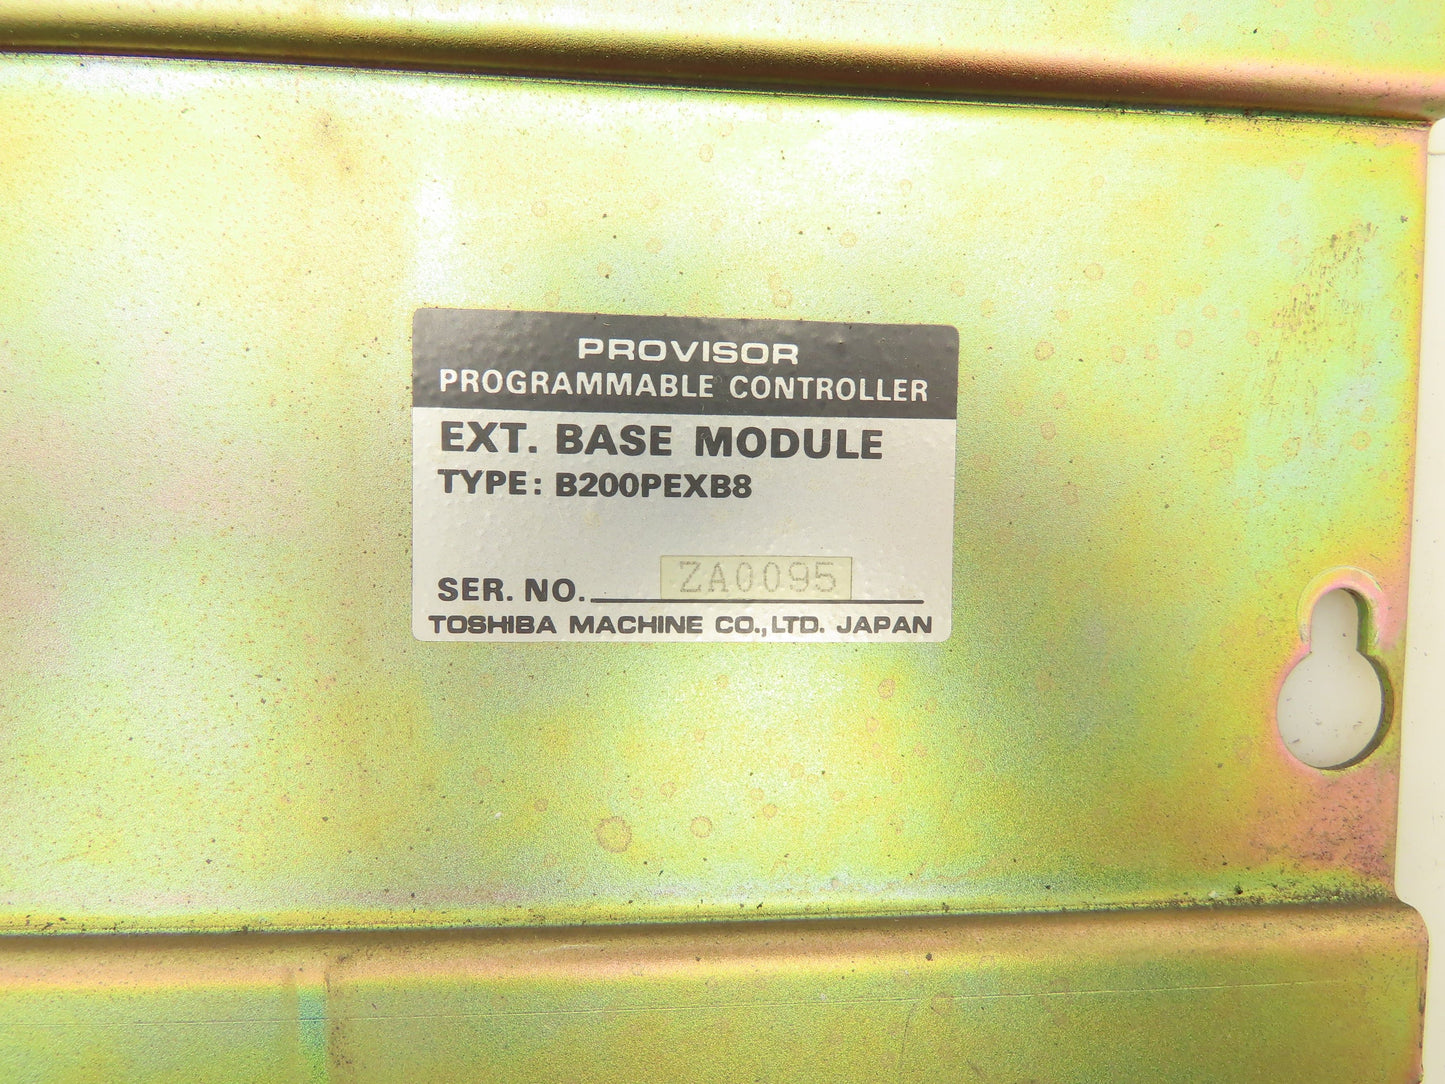 PROVISOR
PROGRAMMABLE CONTROLLER
EXT. BASE MODULE
TYPE: B200PEXB8
SER. NO. ZA0095
TOSHIBA MACHINE CO., LTD. JAPAN